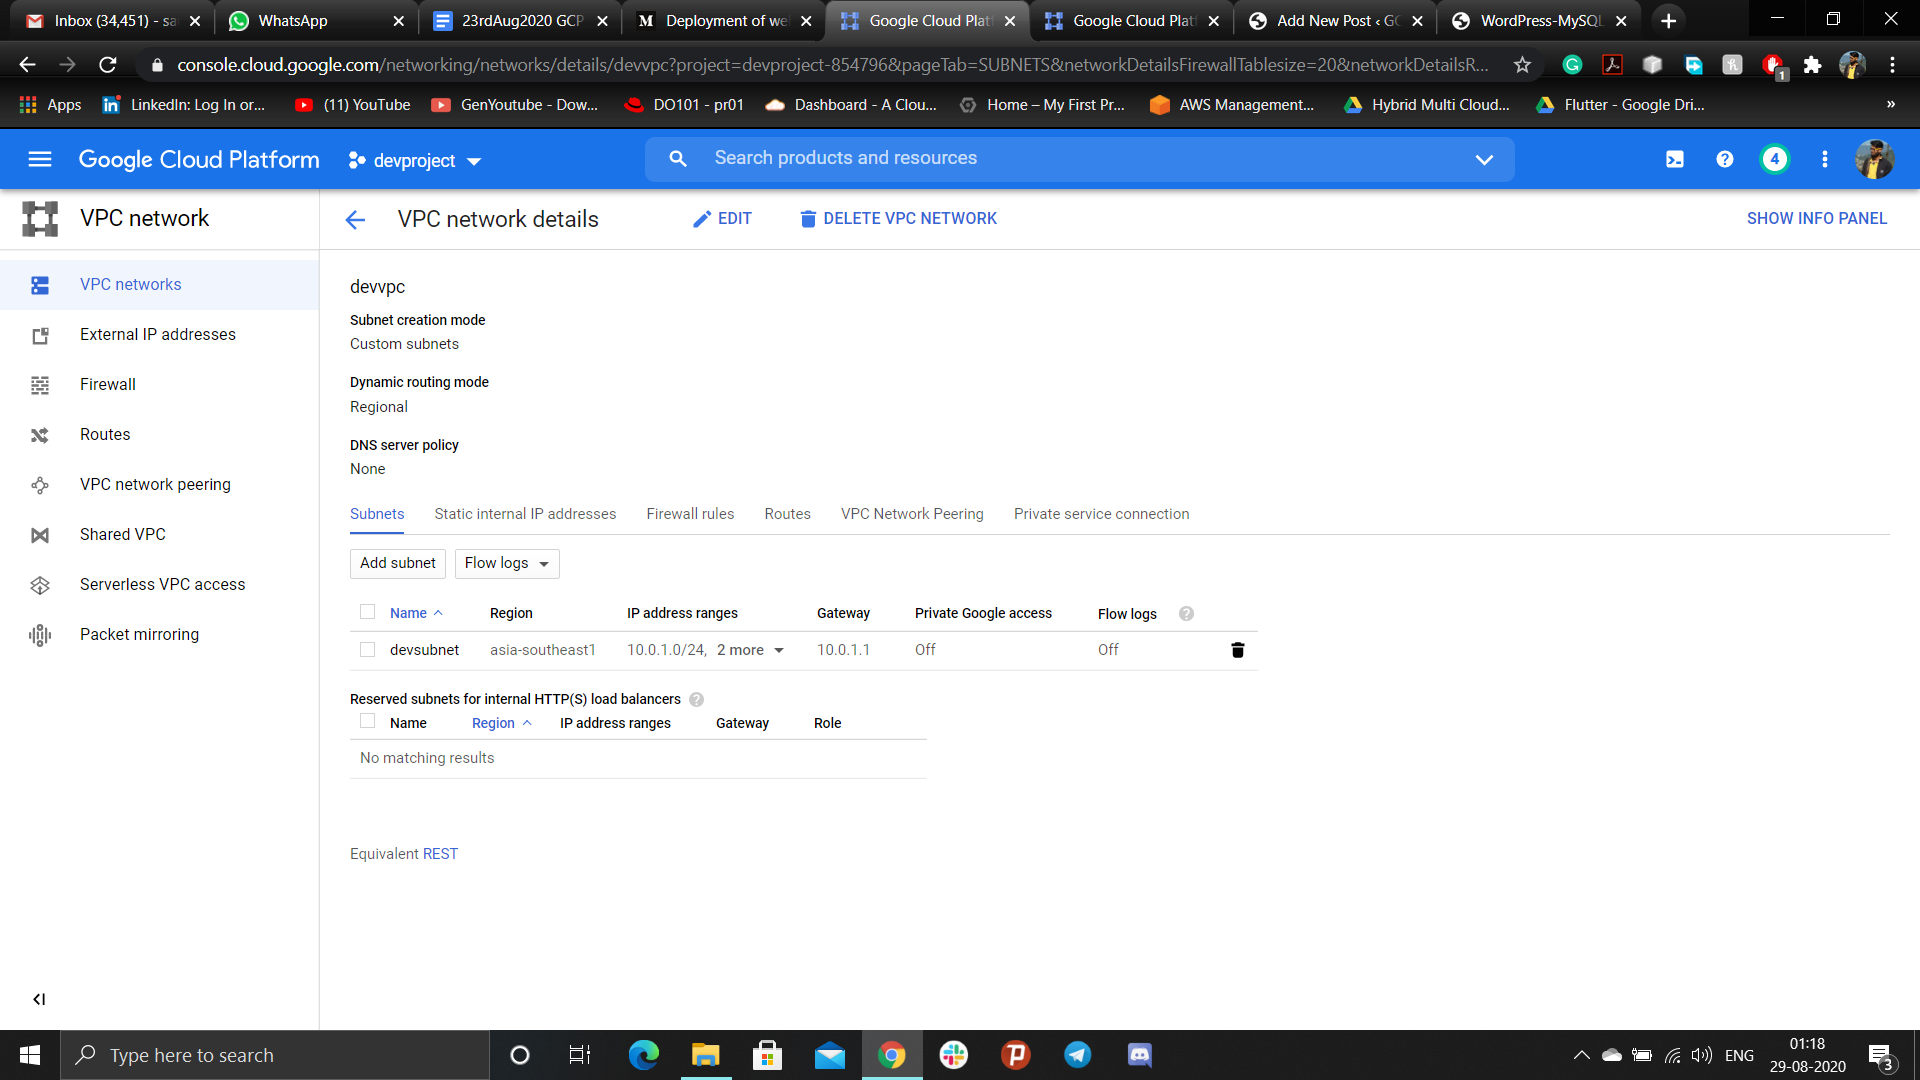 Inbox (34,451) - sa
WhatsApp
23rdAug2020 GCP
Deployment of we
Google Cloud Plat
Google Cloud Plat
Add New Post ‹ GC
WordPress-MySQL
console.cloud.google.com/networking/networks/details/devvpc?project=devproject-854796&pageTab=SUBNETS&networkDetailsFirewallTablesize=20&networkDetailsR...
1
Apps
LinkedIn: Log In or...
(11) YouTube
GenYoutube - Dow...
DO101 - pr01
Dashboard - A Clou...
Home – My First Pr...
AWS Management...
Hybrid Multi Cloud...
Flutter - Google Dri...
»
Google Cloud Platform
devproject
Search products and resources
4
VPC network
VPC network details
EDIT
DELETE VPC NETWORK
SHOW INFO PANEL
VPC networks
External IP addresses
Firewall
Routes
VPC network peering
Shared VPC
Serverless VPC access
Packet mirroring
devvpc
Subnet creation mode
Custom subnets
Dynamic routing mode
Regional
DNS server policy
None
Subnets
Static internal IP addresses
Firewall rules
Routes
VPC Network Peering
Private service connection
Add subnet
Flow logs
Name Region IP address ranges Gateway Private Google access Flow logs
devsubnet asia-southeast1 10.0.1.0/24, 2 more 10.0.1.1 Off Off
Reserved subnets for internal HTTP(S) load balancers
Name Region IP address ranges Gateway Role
No matching results
Equivalent REST
Type here to search
ENG
01:18
29-08-2020
3